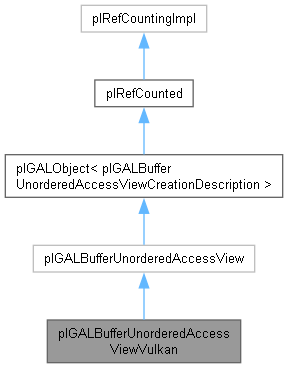 plRefCountingImpl
plRefCounted
plGALObject< plGALBuffer
UnorderedAccessViewCreationDescription >
plGALBufferUnorderedAccessView
plGALBufferUnorderedAccess
ViewVulkan